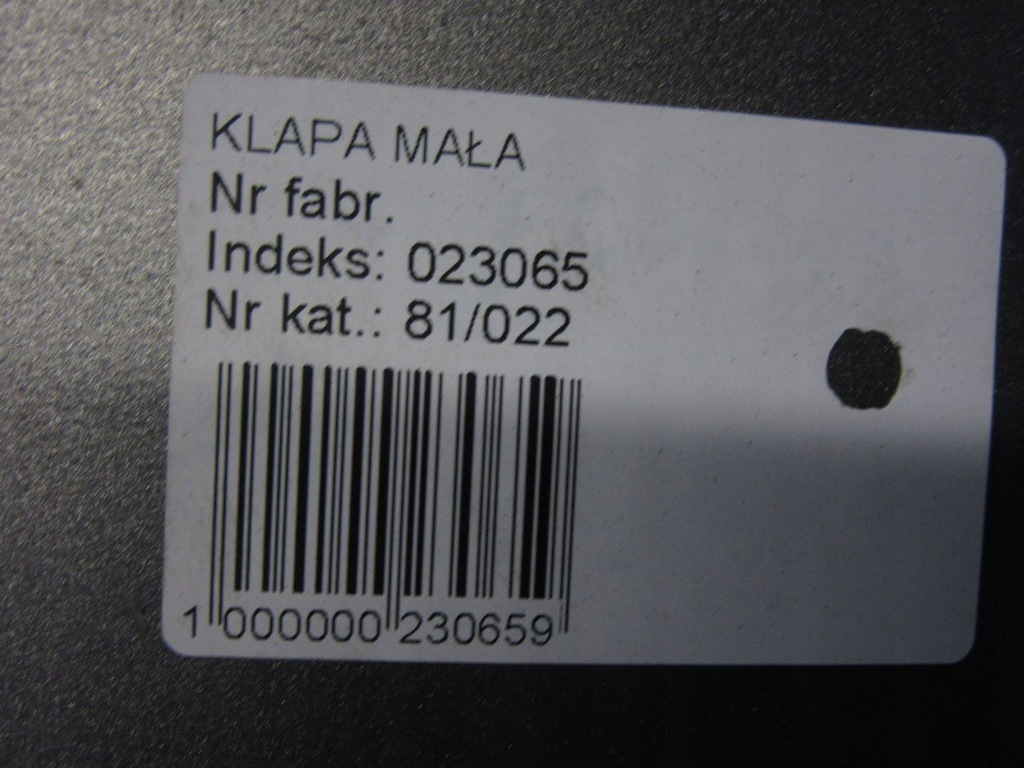 KLAPA MAŁA
Nr fabr.
Indeks: 023065
Nr kat.: 81/022
1 000000 230659